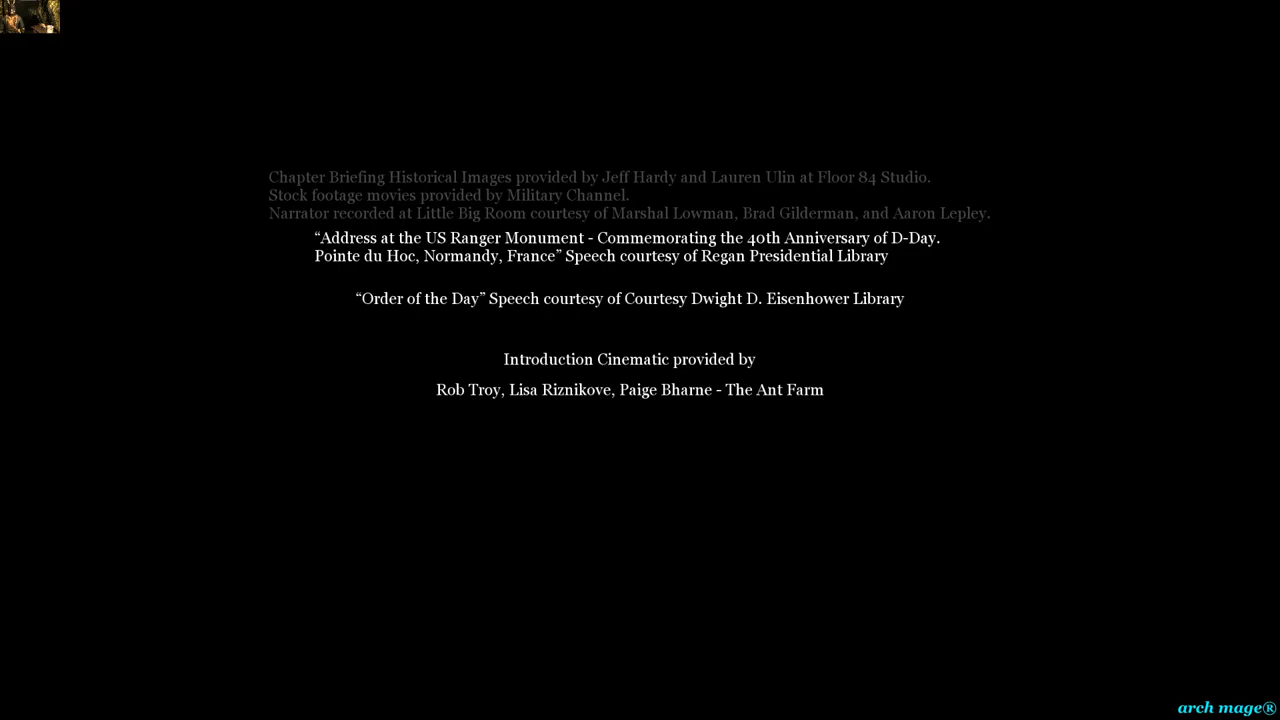 Chapter Briefing Historical Images provided by Jeff Hardy and Lauren Ulin at Floor 84 Studio.
Stock footage movies provided by Military Channel.
Narrator recorded at Little Big Room courtesy of Marshal Lowman, Brad Gilderman, and Aaron Lepley.
“Address at the US Ranger Monument - Commemorating the 40th Anniversary of D-Day.
Pointe du Hoc, Normandy, France” Speech courtesy of Regan Presidential Library
“Order of the Day” Speech courtesy of Courtesy Dwight D. Eisenhower Library
Introduction Cinematic provided by
Rob Troy, Lisa Riznikove, Paige Bharne - The Ant Farm
arch mage®